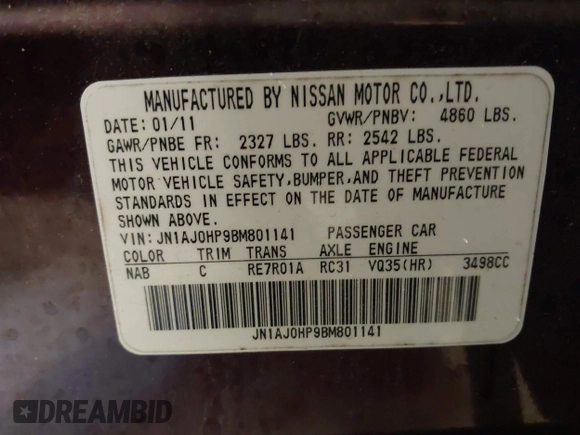 MANUFACTURED BY NISSAN MOTOR CO.,LTD.
DATE: 01/11 GVWR/PNBV: 4860 LBS.
GAWR/PNBE FR: 2327 LBS. RR: 2542 LBS.
THIS VEHICLE CONFORMS TO ALL APPLICABLE FEDERAL
MOTOR VEHICLE SAFETY,BUMPER,AND THEFT PREVENTION
STANDARDS IN EFFECT ON THE DATE OF MANUFACTURE
SHOWN ABOVE.
VIN: JN1AJ0HP9BM801141 PASSENGER CAR
COLOR TRIM TRANS AXLE ENGINE
NAB C RE7R01A RC31 VQ35(HR) 3498CC
JN1AJ0HP9BM801141
DREAMBID